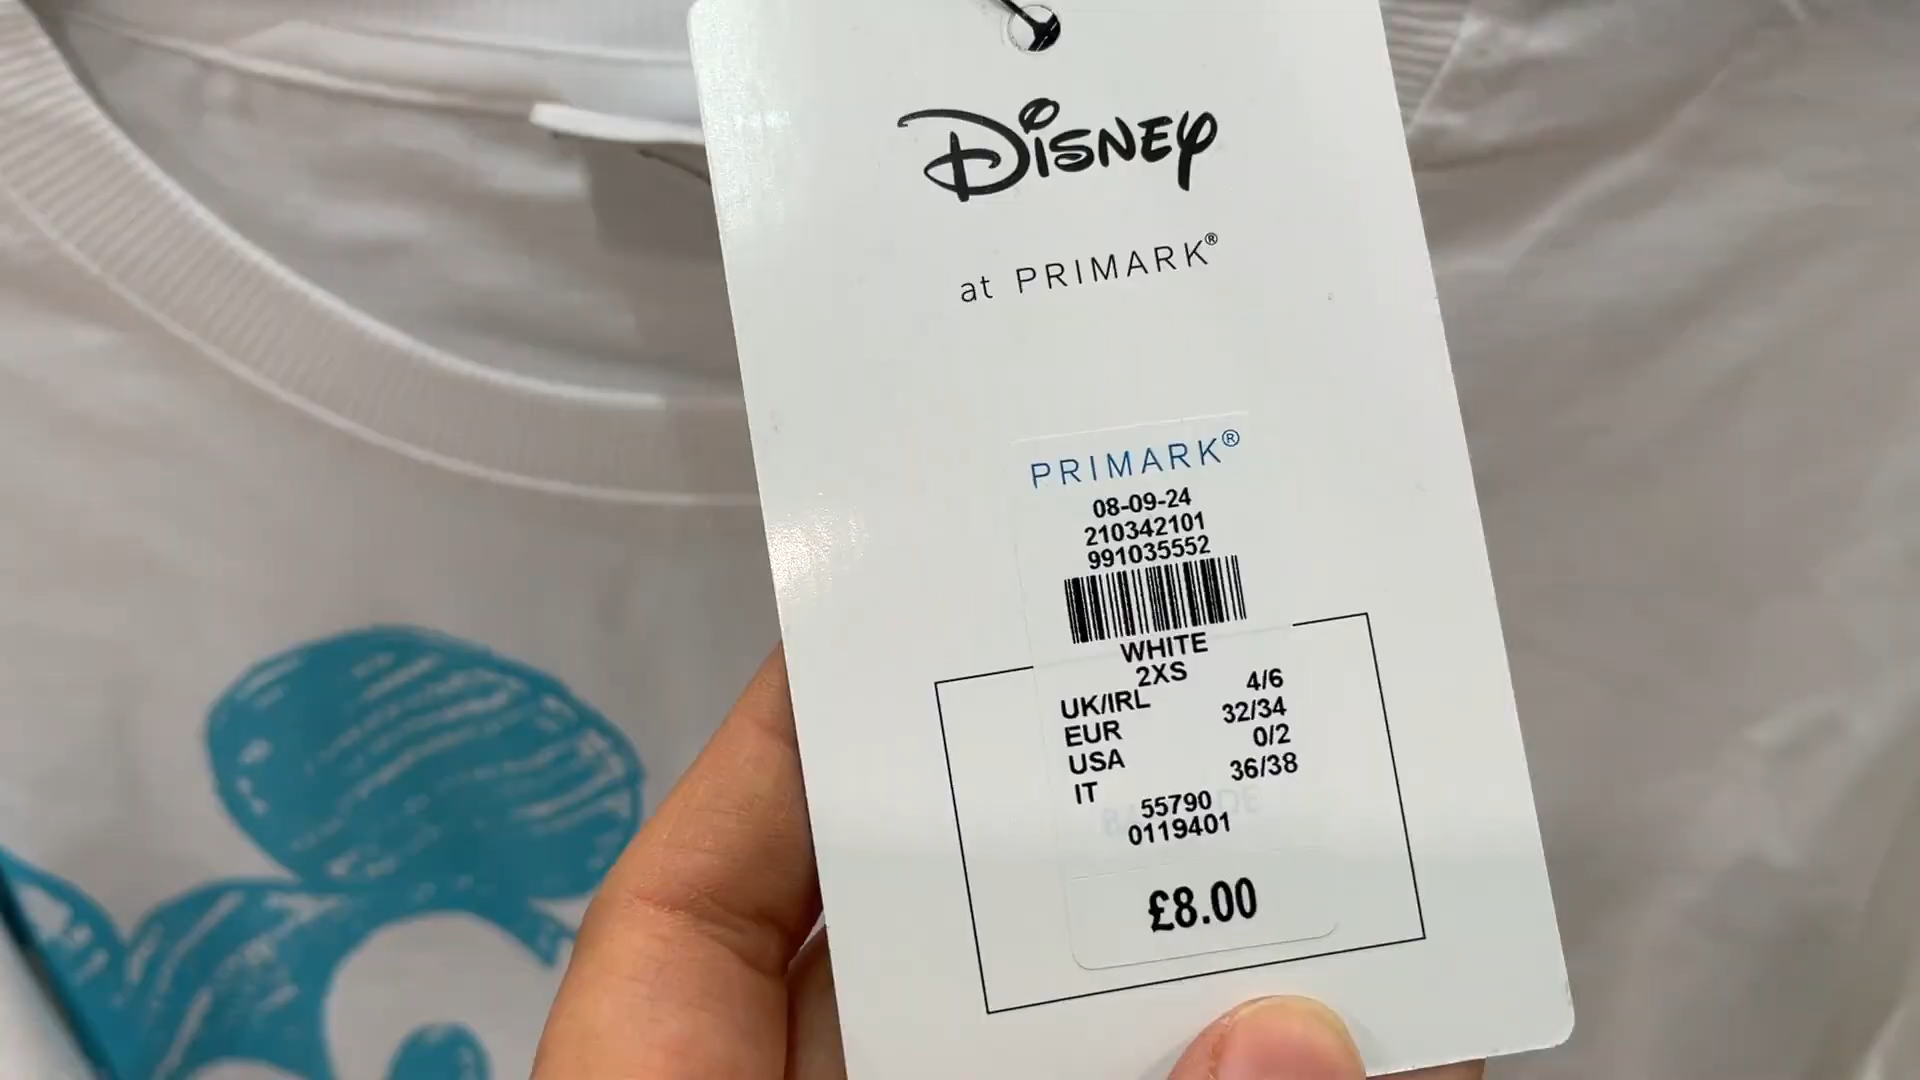 DISNEY
at PRIMARK®
PRIMARK®
08-09-24
210342101
991035552
WHITE
2XS
UK/IRL 4/6
EUR 32/34
USA 0/2
IT 36/38
55790
0119401
£8.00